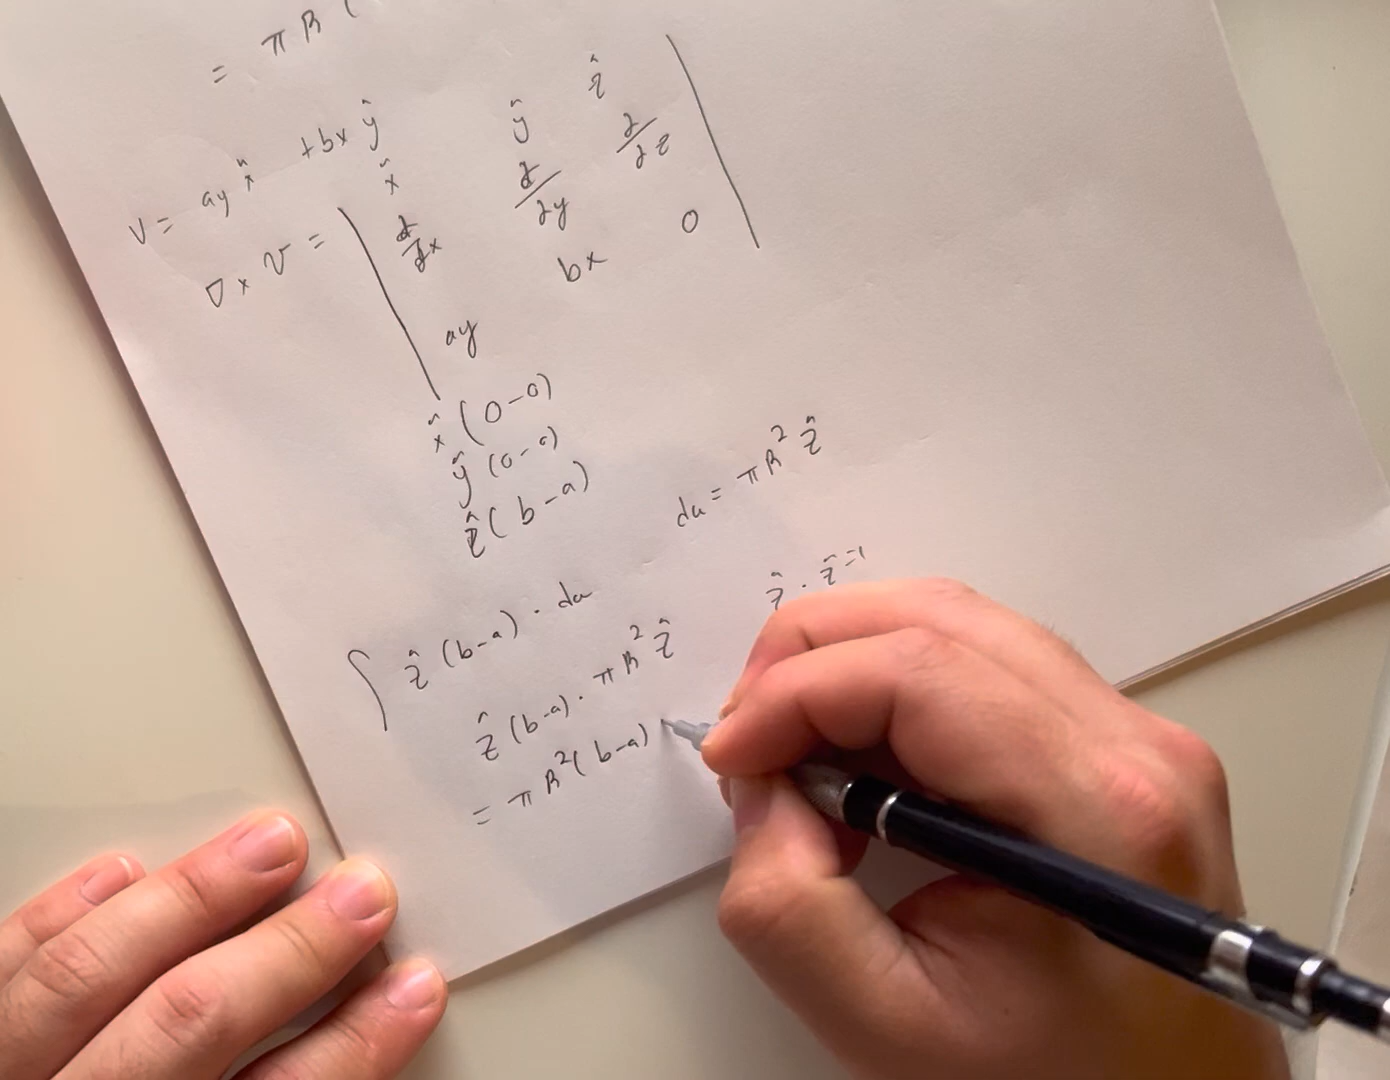 = π R (
V = ay x̂ + bx ŷ
∇ × v = | x̂ ŷ ẑ |
∂/∂x ∂/∂y ∂/∂z
ay bx 0
x̂ (0-0)
ŷ (0-0)
ẑ ( b-a)
da = π R² ẑ
∫ ẑ (b-a) · da
ẑ · ẑ =1
ẑ (b-a) · π R² ẑ
= π R² ( b-a)